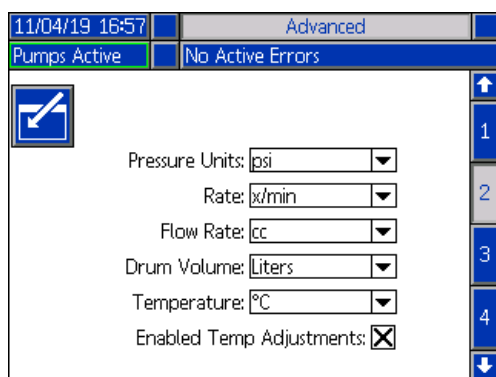 11/04/19 16:57 Advanced
Pumps Active No Active Errors
1
Pressure Units: psi
Rate: x/min
2
Flow Rate: cc
3
Drum Volume: Liters
Temperature: °C
4
Enabled Temp Adjustments: